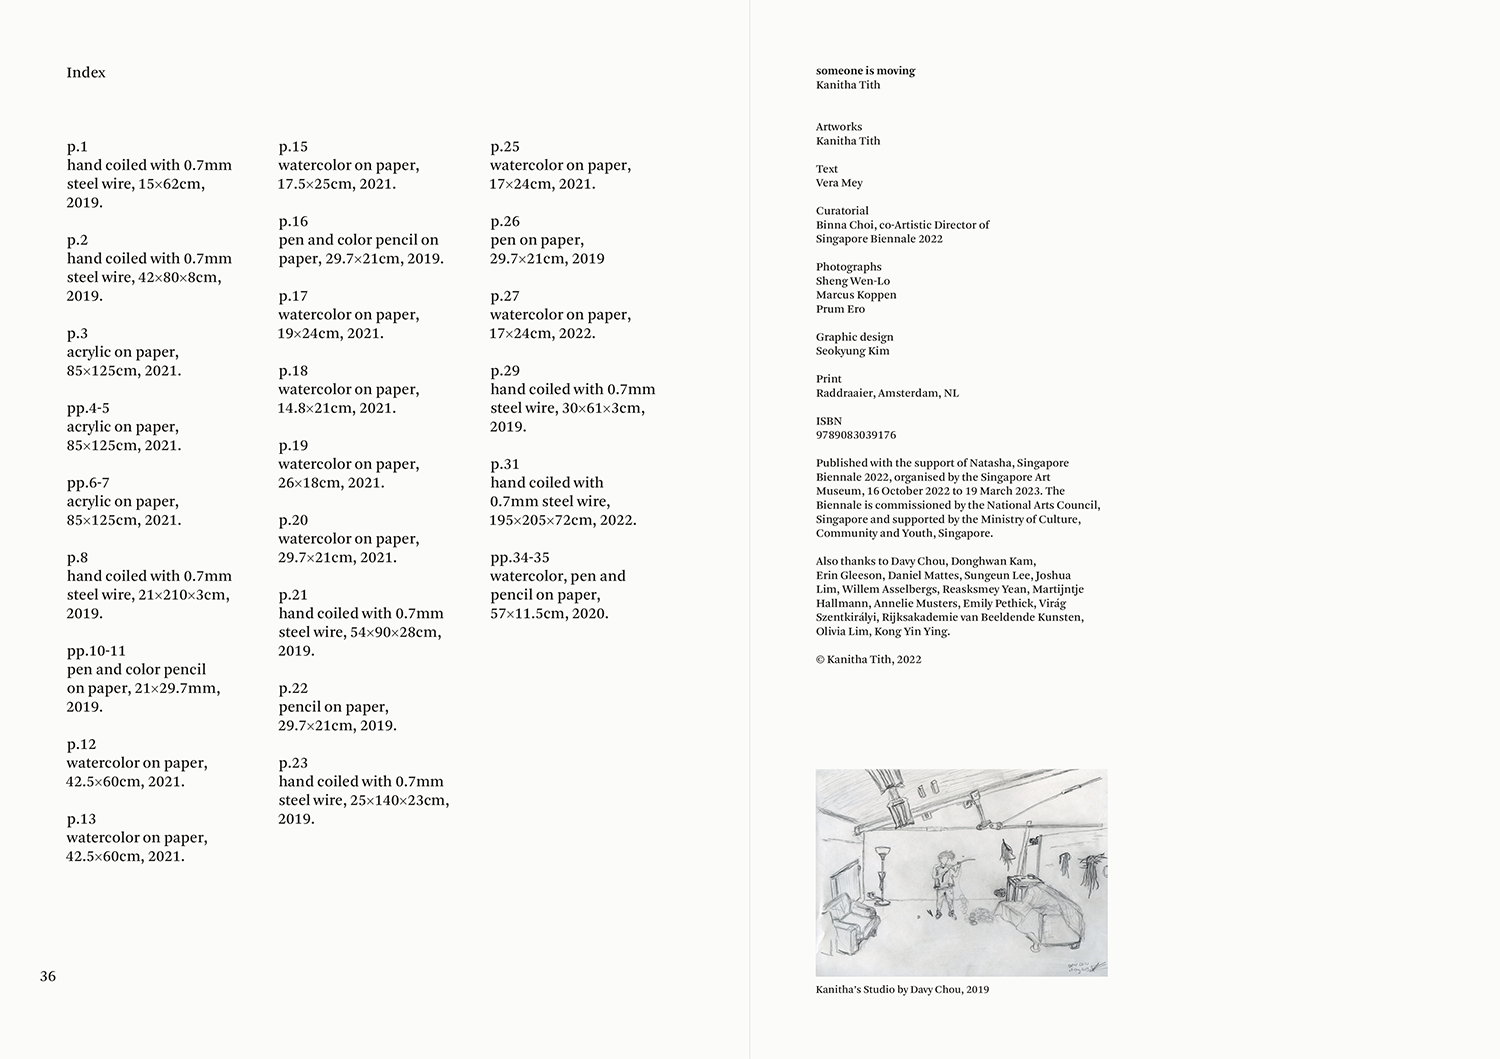 Index
p.1
hand coiled with 0.7mm
steel wire, 15×62cm,
2019.
p.2
hand coiled with 0.7mm
steel wire, 42×80×8cm,
2019.
p.3
acrylic on paper,
85×125cm, 2021.
pp.4-5
acrylic on paper,
85×125cm, 2021.
pp.6-7
acrylic on paper,
85×125cm, 2021.
p.8
hand coiled with 0.7mm
steel wire, 21×210×3cm,
2019.
pp.10-11
pen and color pencil
on paper, 21×29.7mm,
2019.
p.12
watercolor on paper,
42.5×60cm, 2021.
p.13
watercolor on paper,
42.5×60cm, 2021.
p.15
watercolor on paper,
17.5×25cm, 2021.
p.16
pen and color pencil on
paper, 29.7×21cm, 2019.
p.17
watercolor on paper,
19×24cm, 2021.
p.18
watercolor on paper,
14.8×21cm, 2021.
p.19
watercolor on paper,
26×18cm, 2021.
p.20
watercolor on paper,
29.7×21cm, 2021.
p.21
hand coiled with 0.7mm
steel wire, 54×90×28cm,
2019.
p.22
pencil on paper,
29.7×21cm, 2019.
p.23
hand coiled with 0.7mm
steel wire, 25×140×23cm,
2019.
p.25
watercolor on paper,
17×24cm, 2021.
p.26
pen on paper,
29.7×21cm, 2019
p.27
watercolor on paper,
17×24cm, 2022.
p.29
hand coiled with 0.7mm
steel wire, 30×61×3cm,
2019.
p.31
hand coiled with
0.7mm steel wire,
195×205×72cm, 2022.
pp.34-35
watercolor, pen and
pencil on paper,
57×11.5cm, 2020.
36
someone is moving
Kanitha Tith
Artworks
Kanitha Tith
Text
Vera Mey
Curatorial
Binna Choi, co-Artistic Director of
Singapore Biennale 2022
Photographs
Sheng Wen-Lo
Marcus Koppen
Prum Ero
Graphic design
Seokyung Kim
Print
Raddraaier, Amsterdam, NL
ISBN
9789083039176
Published with the support of Natasha, Singapore
Biennale 2022, organised by the Singapore Art
Museum, 16 October 2022 to 19 March 2023. The
Biennale is commissioned by the National Arts Council,
Singapore and supported by the Ministry of Culture,
Community and Youth, Singapore.
Also thanks to Davy Chou, Donghwan Kam,
Erin Gleeson, Daniel Mattes, Sungeun Lee, Joshua
Lim, Willem Asselbergs, Reasksmey Yean, Martijntje
Hallmann, Annelie Musters, Emily Pethick, Virág
Szentkirályi, Rijksakademie van Beeldende Kunsten,
Olivia Lim, Kong Yin Ying.
© Kanitha Tith, 2022
Kanitha's Studio by Davy Chou, 2019